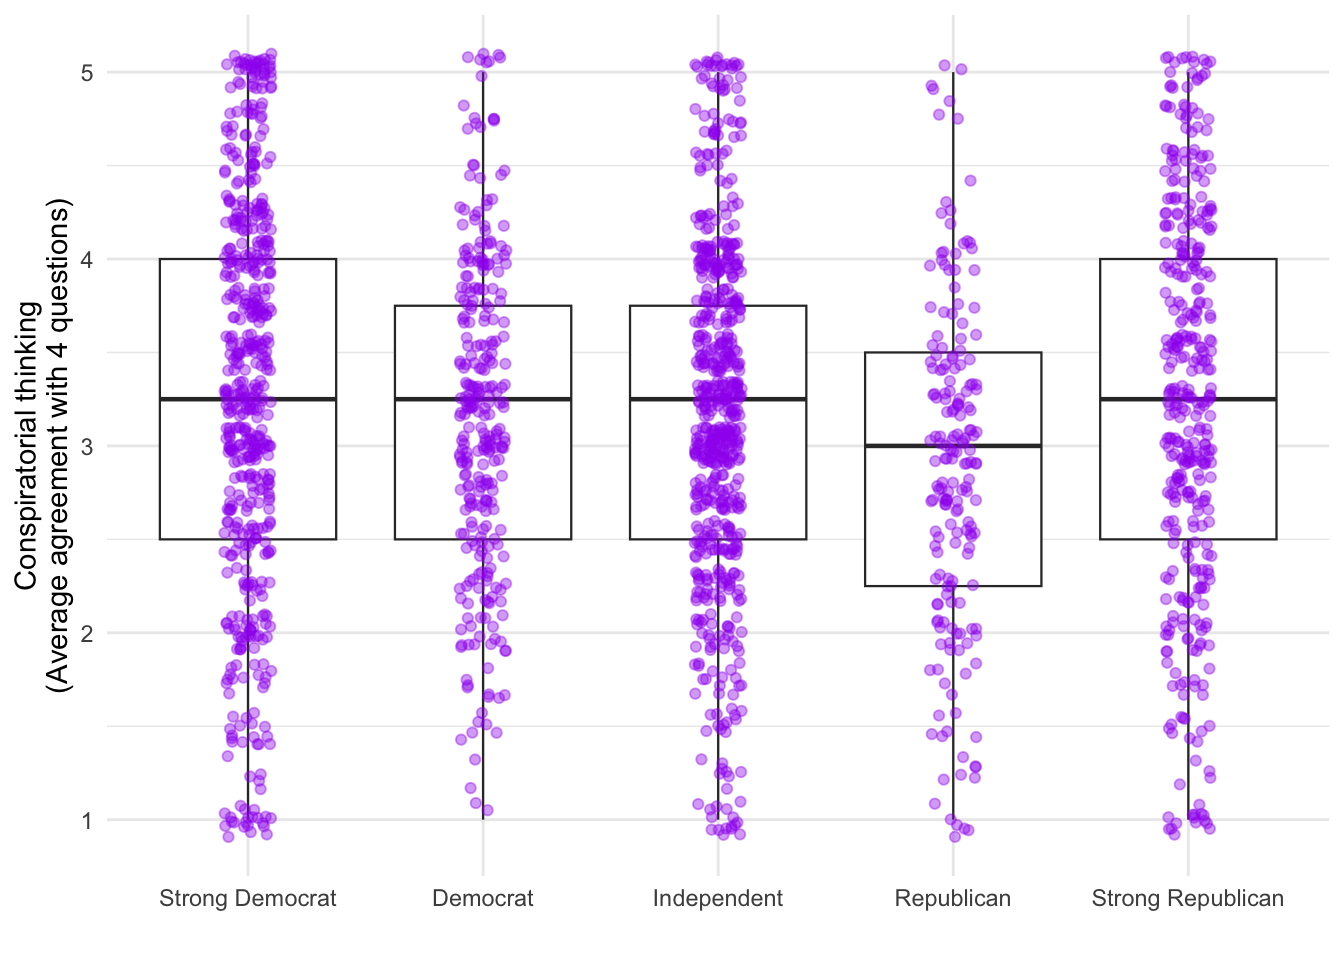 Conspiratorial thinking
(Average agreement with 4 questions)
5
4
3
2
1
Strong Democrat
Democrat
Independent
Republican
Strong Republican